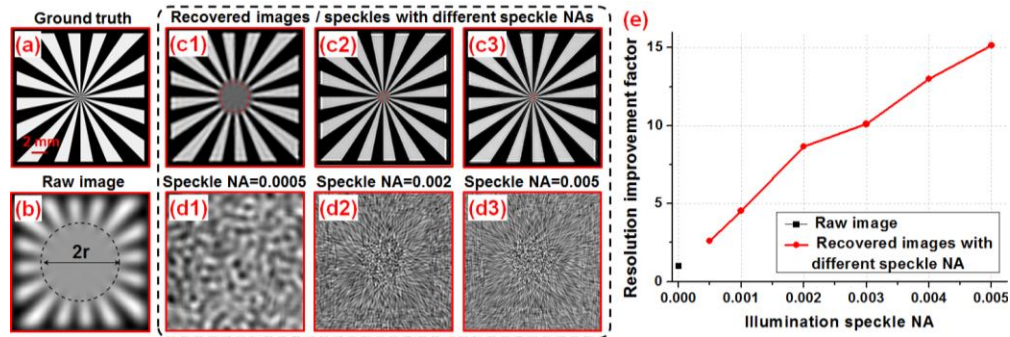 Ground truth
Recovered images / speckles with different speckle NAs
(e)
(a)
(c1)
(c2)
(c3)
2 mm
Raw image
Speckle NA=0.0005
Speckle NA=0.002
Speckle NA=0.005
(b)
2r
(d1)
(d2)
(d3)
Resolution improvement factor
15
10
5
0
Raw image
Recovered images with
different speckle NA
0.000 0.001 0.002 0.003 0.004 0.005
Illumination speckle NA